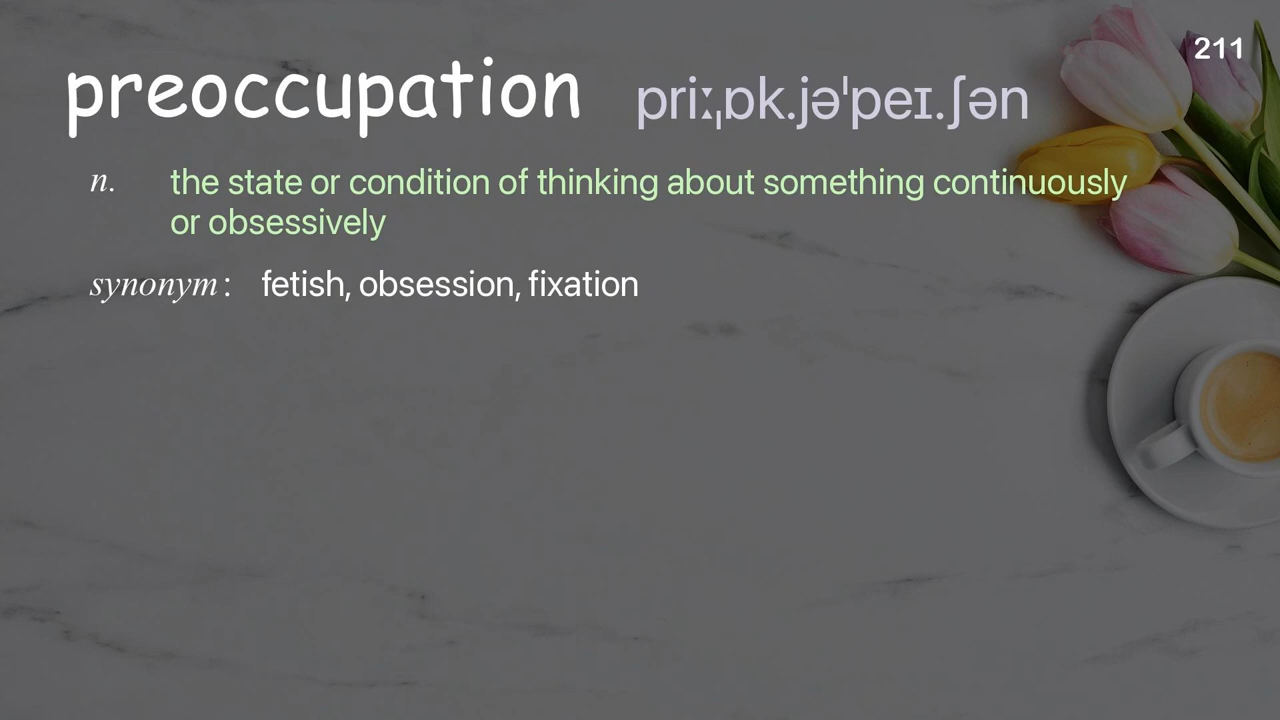 211
preoccupation priːˌɒk.jəˈpeɪ.ʃən
n. the state or condition of thinking about something continuously
or obsessively
synonym: fetish, obsession, fixation